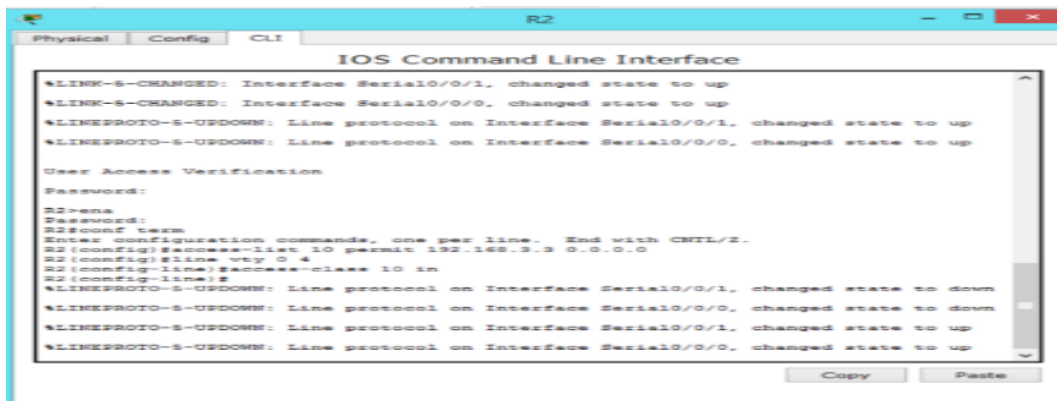 R2
Physical Config CLI
IOS Command Line Interface
%LINK-5-CHANGED: Interface Serial0/0/1, changed state to up
%LINK-5-CHANGED: Interface Serial0/0/0, changed state to up
%LINEPROTO-5-UPDOWN: Line protocol on Interface Serial0/0/1, changed state to up
%LINEPROTO-5-UPDOWN: Line protocol on Interface Serial0/0/0, changed state to up
User Access Verification
Password:
R2>ena
Password:
R2#conf term
Enter configuration commands, one per line. End with CNTL/Z.
R2(config)#access-list 10 permit 192.168.3.3 0.0.0.0
R2(config)#line vty 0 4
R2(config-line)#access-class 10 in
R2(config-line)#
%LINEPROTO-5-UPDOWN: Line protocol on Interface Serial0/0/1, changed state to down
%LINEPROTO-5-UPDOWN: Line protocol on Interface Serial0/0/0, changed state to down
%LINEPROTO-5-UPDOWN: Line protocol on Interface Serial0/0/1, changed state to up
%LINEPROTO-5-UPDOWN: Line protocol on Interface Serial0/0/0, changed state to up
Copy Paste